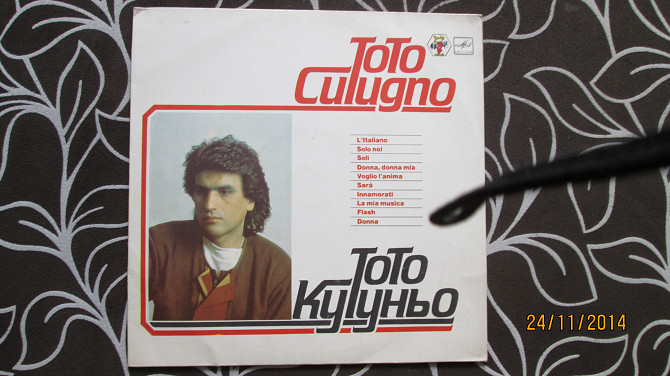 Toto
Cutugno
L'Italiano
Solo noi
Soli
Donna, donna mia
Voglio l'anima
Sarà
Innamorati
La mia musica
Flash
Donna
Тото
Кутуньо
24/11/2014